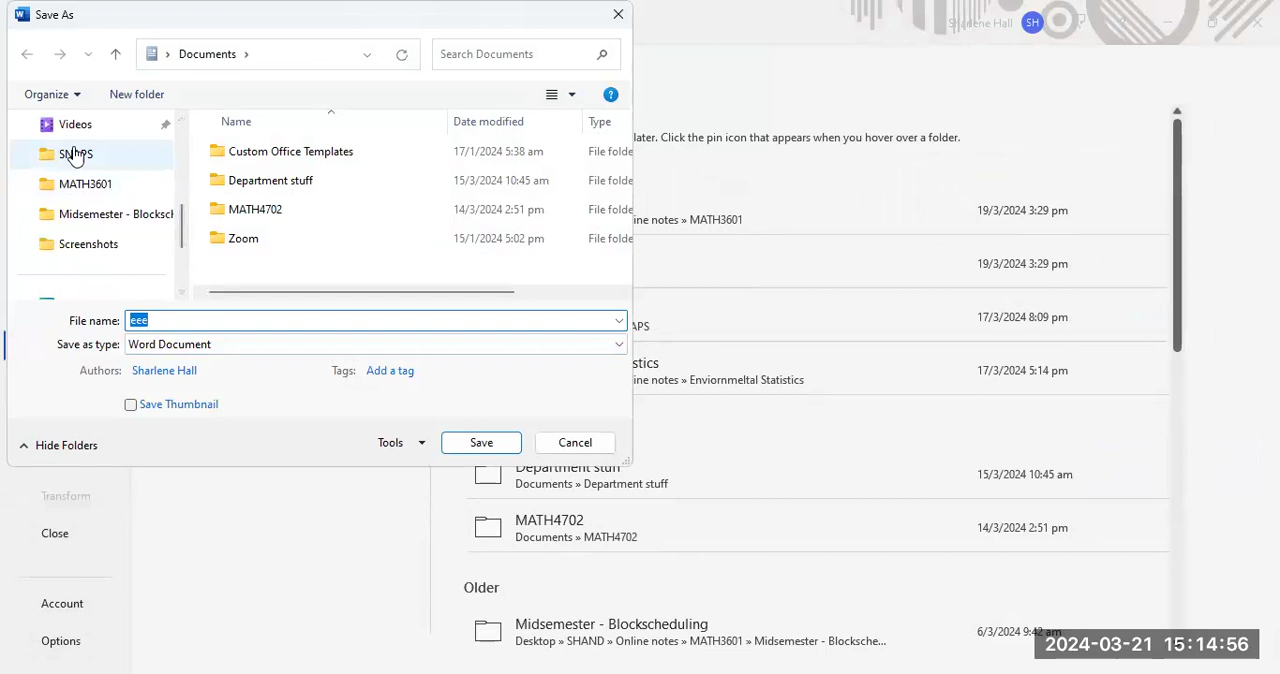 Save As
Sharlene Hall
SH
Documents
Search Documents
Organize
New folder
Name
Date modified
Type
Videos
MATH3601
Midsemester - Blocksch
Screenshots
Custom Office Templates
17/1/2024 5:38 am
File folde
Department stuff
15/3/2024 10:45 am
File folde
MATH4702
14/3/2024 2:51 pm
File folde
Zoom
15/1/2024 5:02 pm
File folde
File name: eee
Save as type: Word Document
Authors: Sharlene Hall
Tags: Add a tag
Save Thumbnail
Hide Folders
Tools
Save
Cancel
later. Click the pin icon that appears when you hover over a folder.
ine notes » MATH3601
19/3/2024 3:29 pm
19/3/2024 3:29 pm
APS
17/3/2024 8:09 pm
stics
ine notes » Enviornmeltal Statistics
17/3/2024 5:14 pm
Department stuff
Documents » Department stuff
15/3/2024 10:45 am
MATH4702
Documents » MATH4702
14/3/2024 2:51 pm
Older
Midsemester - Blockscheduling
Desktop » SHAND » Online notes » MATH3601 » Midsemester - Blocksche...
6/3/2024 9:42 am
Transform
Close
Account
Options
2024-03-21 15:14:56